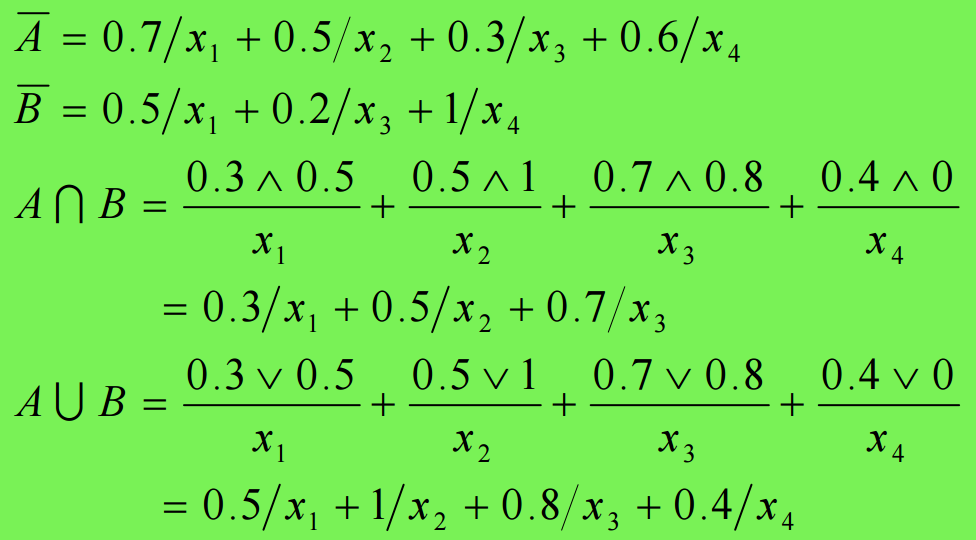 A̅ = 0.7/x₁ + 0.5/x₂ + 0.3/x₃ + 0.6/x₄
B̅ = 0.5/x₁ + 0.2/x₃ + 1/x₄
A ⋂ B = (0.3 ∧ 0.5)/x₁ + (0.5 ∧ 1)/x₂ + (0.7 ∧ 0.8)/x₃ + (0.4 ∧ 0)/x₄
= 0.3/x₁ + 0.5/x₂ + 0.7/x₃
A ⋃ B = (0.3 ∨ 0.5)/x₁ + (0.5 ∨ 1)/x₂ + (0.7 ∨ 0.8)/x₃ + (0.4 ∨ 0)/x₄
= 0.5/x₁ + 1/x₂ + 0.8/x₃ + 0.4/x₄